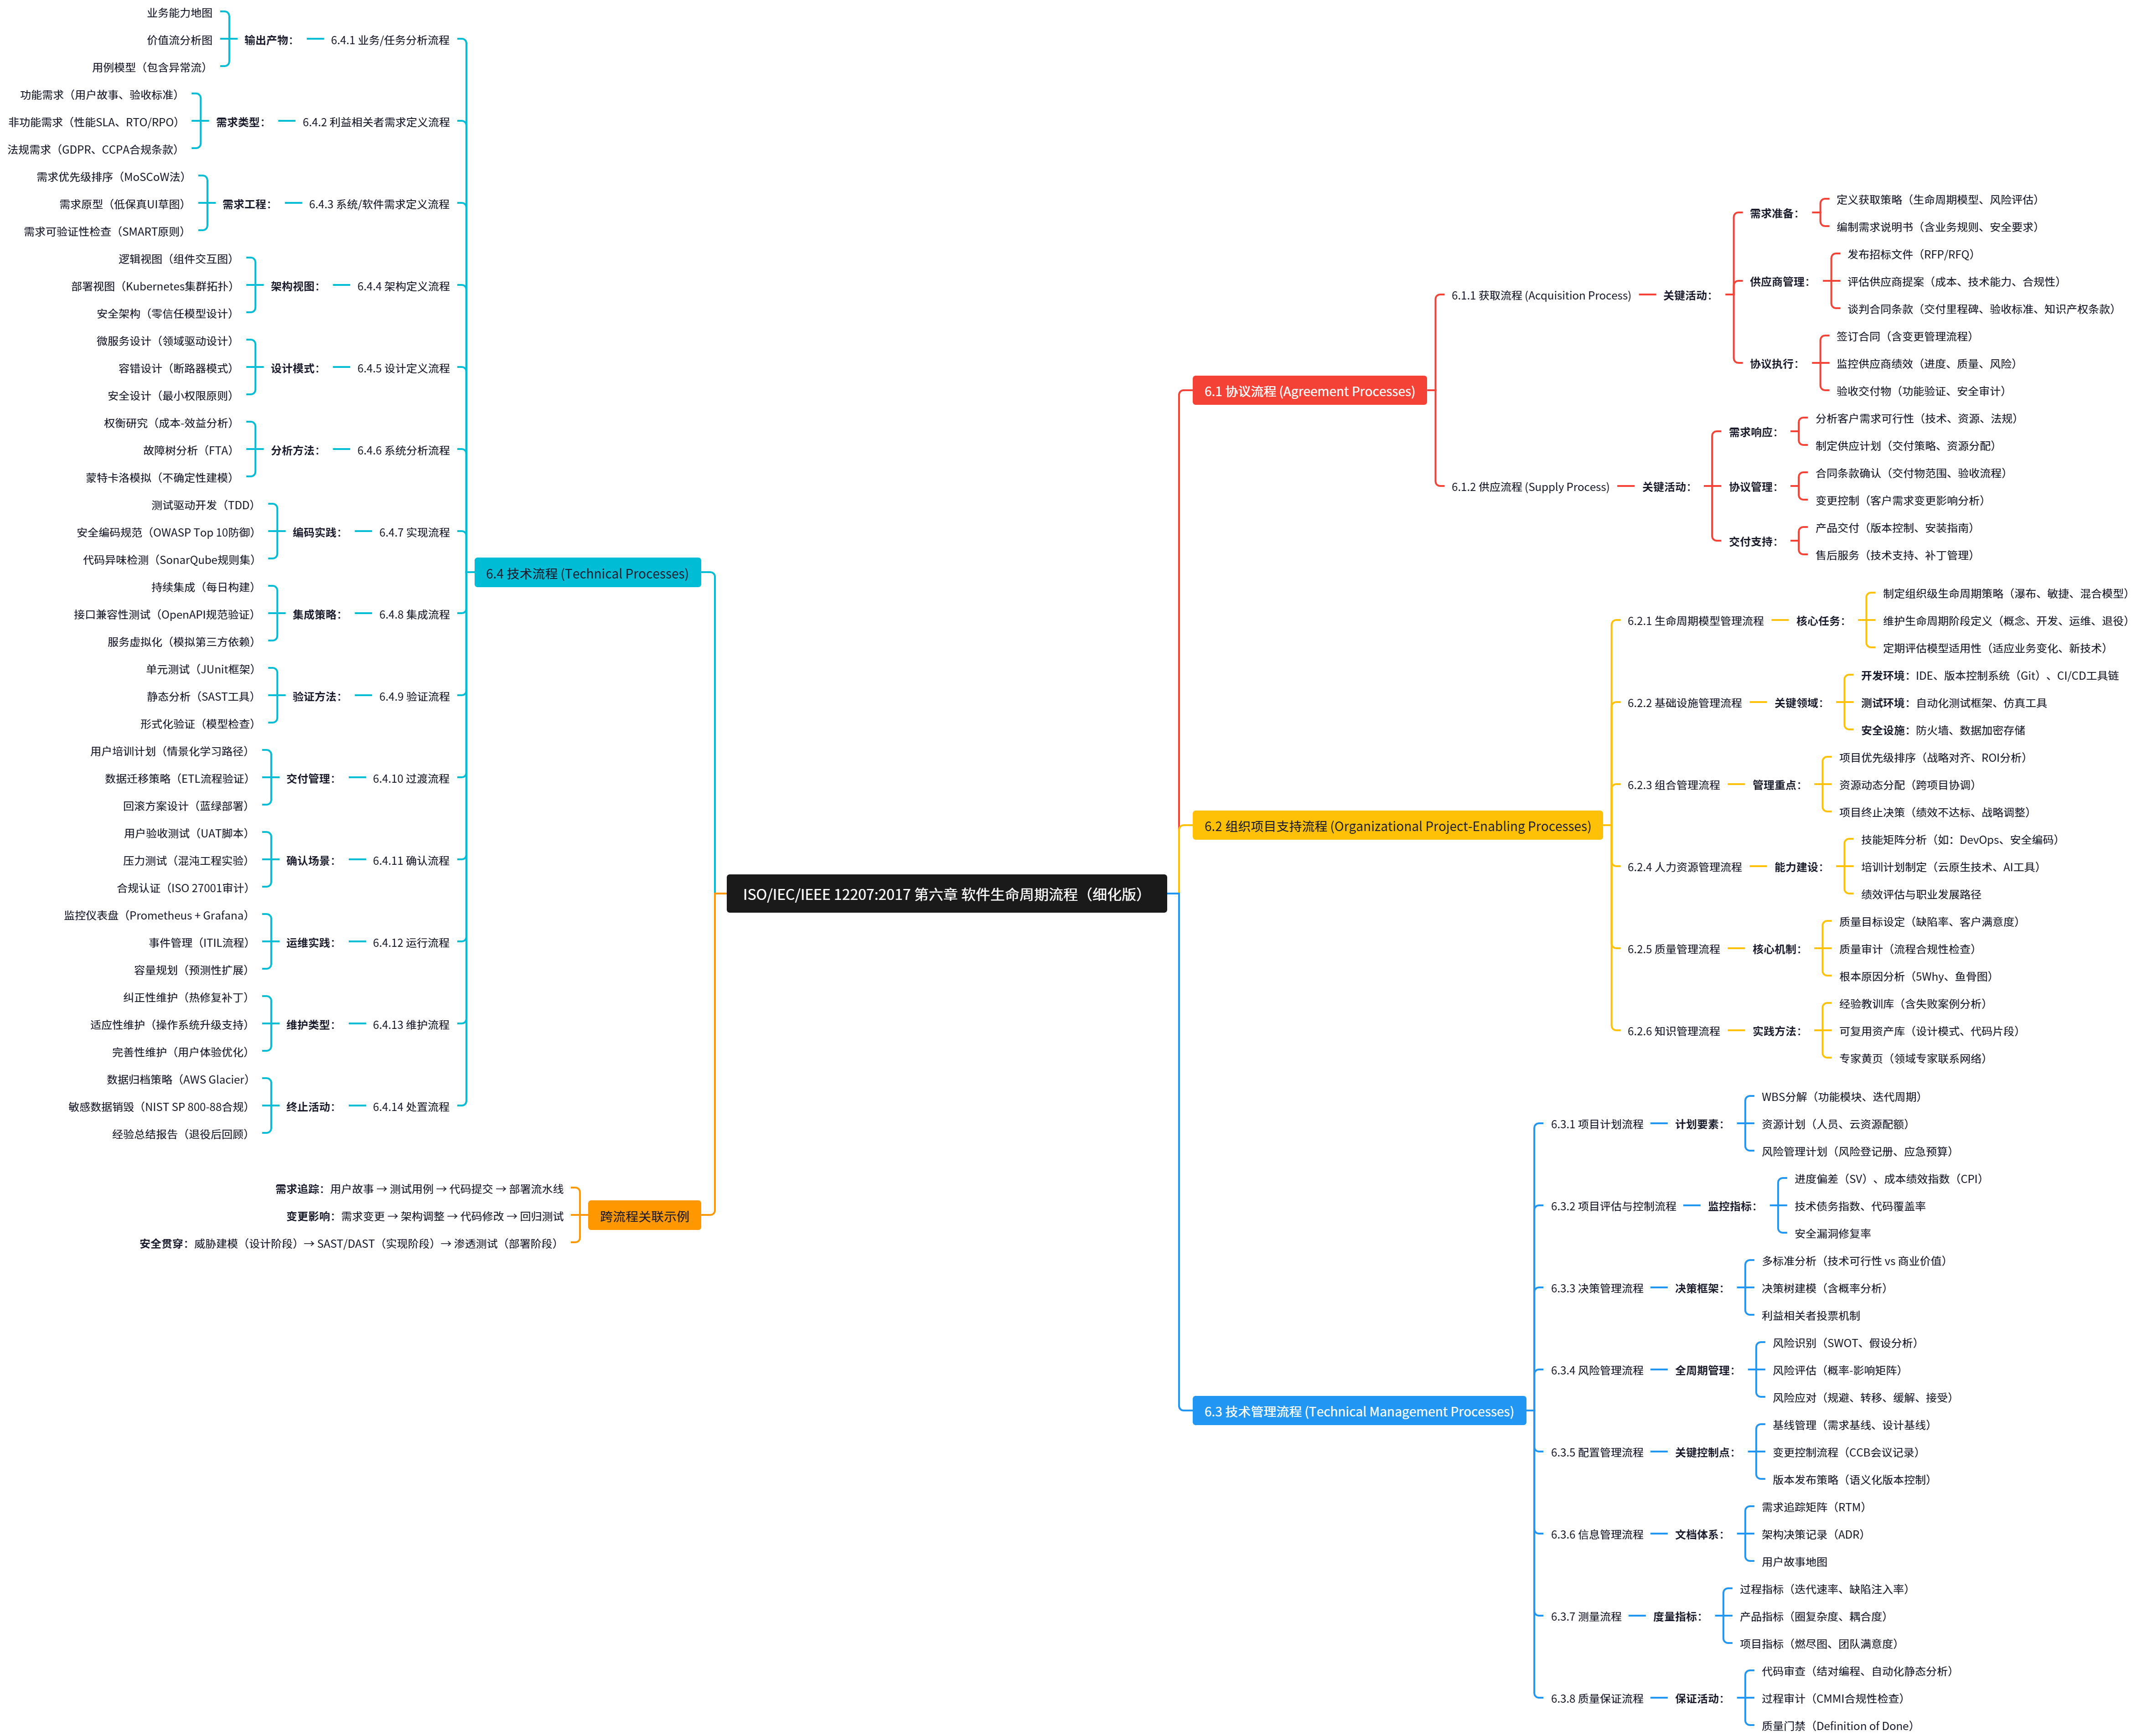 ISO/IEC/IEEE 12207:2017 第六章 软件生命周期流程（细化版）
6.1 协议流程 (Agreement Processes)
6.1.1 获取流程 (Acquisition Process)
关键活动：
需求准备：
定义获取策略（生命周期模型、风险评估）
编制需求说明书（含业务规则、安全要求）
供应商管理：
发布招标文件（RFP/RFQ）
评估供应商提案（成本、技术能力、合规性）
谈判合同条款（交付里程碑、验收标准、知识产权条款）
协议执行：
签订合同（含变更管理流程）
监控供应商绩效（进度、质量、风险）
验收交付物（功能验证、安全审计）
6.1.2 供应流程 (Supply Process)
关键活动：
需求响应：
分析客户需求可行性（技术、资源、法规）
制定供应计划（交付策略、资源分配）
协议管理：
合同条款确认（交付物范围、验收流程）
变更控制（客户需求变更影响分析）
交付支持：
产品交付（版本控制、安装指南）
售后服务（技术支持、补丁管理）
6.2 组织项目支持流程 (Organizational Project-Enabling Processes)
6.2.1 生命周期模型管理流程
核心任务：
制定组织级生命周期策略（瀑布、敏捷、混合模型）
维护生命周期阶段定义（概念、开发、运维、退役）
定期评估模型适用性（适应业务变化、新技术）
6.2.2 基础设施管理流程
关键领域：
开发环境：IDE、版本控制系统（Git）、CI/CD工具链
测试环境：自动化测试框架、仿真工具
安全设施：防火墙、数据加密存储
6.2.3 组合管理流程
管理重点：
项目优先级排序（战略对齐、ROI分析）
资源动态分配（跨项目协调）
项目终止决策（绩效不达标、战略调整）
6.2.4 人力资源管理流程
能力建设：
技能矩阵分析（如：DevOps、安全编码）
培训计划制定（云原生技术、AI工具）
绩效评估与职业发展路径
6.2.5 质量管理流程
核心机制：
质量目标设定（缺陷率、客户满意度）
质量审计（流程合规性检查）
根本原因分析（5Why、鱼骨图）
6.2.6 知识管理流程
实践方法：
经验教训库（含失败案例分析）
可复用资产库（设计模式、代码片段）
专家黄页（领域专家联系网络）
6.3 技术管理流程 (Technical Management Processes)
6.3.1 项目计划流程
计划要素：
WBS分解（功能模块、迭代周期）
资源计划（人员、云资源配额）
风险管理计划（风险登记册、应急预算）
6.3.2 项目评估与控制流程
监控指标：
进度偏差（SV）、成本绩效指数（CPI）
技术债务指数、代码覆盖率
安全漏洞修复率
6.3.3 决策管理流程
决策框架：
多标准分析（技术可行性 vs 商业价值）
决策树建模（含概率分析）
利益相关者投票机制
6.3.4 风险管理流程
全周期管理：
风险识别（SWOT、假设分析）
风险评估（概率-影响矩阵）
风险应对（规避、转移、缓解、接受）
6.3.5 配置管理流程
关键控制点：
基线管理（需求基线、设计基线）
变更控制流程（CCB会议记录）
版本发布策略（语义化版本控制）
6.3.6 信息管理流程
文档体系：
需求追踪矩阵（RTM）
架构决策记录（ADR）
用户故事地图
6.3.7 测量流程
度量指标：
过程指标（迭代速率、缺陷注入率）
产品指标（圈复杂度、耦合度）
项目指标（燃尽图、团队满意度）
6.3.8 质量保证流程
保证活动：
代码审查（结对编程、自动化静态分析）
过程审计（CMMI合规性检查）
质量门禁（Definition of Done）
6.4 技术流程 (Technical Processes)
6.4.1 业务/任务分析流程
输出产物：
业务能力地图
价值流分析图
用例模型（包含异常流）
6.4.2 利益相关者需求定义流程
需求类型：
功能需求（用户故事、验收标准）
非功能需求（性能SLA、RTO/RPO）
法规需求（GDPR、CCPA合规条款）
6.4.3 系统/软件需求定义流程
需求工程：
需求优先级排序（MoSCoW法）
需求原型（低保真UI草图）
需求可验证性检查（SMART原则）
6.4.4 架构定义流程
架构视图：
逻辑视图（组件交互图）
部署视图（Kubernetes集群拓扑）
安全架构（零信任模型设计）
6.4.5 设计定义流程
设计模式：
微服务设计（领域驱动设计）
容错设计（断路器模式）
安全设计（最小权限原则）
6.4.6 系统分析流程
分析方法：
权衡研究（成本-效益分析）
故障树分析（FTA）
蒙特卡洛模拟（不确定性建模）
6.4.7 实现流程
编码实践：
测试驱动开发（TDD）
安全编码规范（OWASP Top 10防御）
代码异味检测（SonarQube规则集）
6.4.8 集成流程
集成策略：
持续集成（每日构建）
接口兼容性测试（OpenAPI规范验证）
服务虚拟化（模拟第三方依赖）
6.4.9 验证流程
验证方法：
单元测试（JUnit框架）
静态分析（SAST工具）
形式化验证（模型检查）
6.4.10 过渡流程
交付管理：
用户培训计划（情景化学习路径）
数据迁移策略（ETL流程验证）
回滚方案设计（蓝绿部署）
6.4.11 确认流程
确认场景：
用户验收测试（UAT脚本）
压力测试（混沌工程实验）
合规认证（ISO 27001审计）
6.4.12 运行流程
运维实践：
监控仪表盘（Prometheus + Grafana）
事件管理（ITIL流程）
容量规划（预测性扩展）
6.4.13 维护流程
维护类型：
纠正性维护（热修复补丁）
适应性维护（操作系统升级支持）
完善性维护（用户体验优化）
6.4.14 处置流程
终止活动：
数据归档策略（AWS Glacier）
敏感数据销毁（NIST SP 800-88合规）
经验总结报告（退役后回顾）
跨流程关联示例
需求追踪：用户故事 → 测试用例 → 代码提交 → 部署流水线
变更影响：需求变更 → 架构调整 → 代码修改 → 回归测试
安全贯穿：威胁建模（设计阶段）→ SAST/DAST（实现阶段）→ 渗透测试（部署阶段）